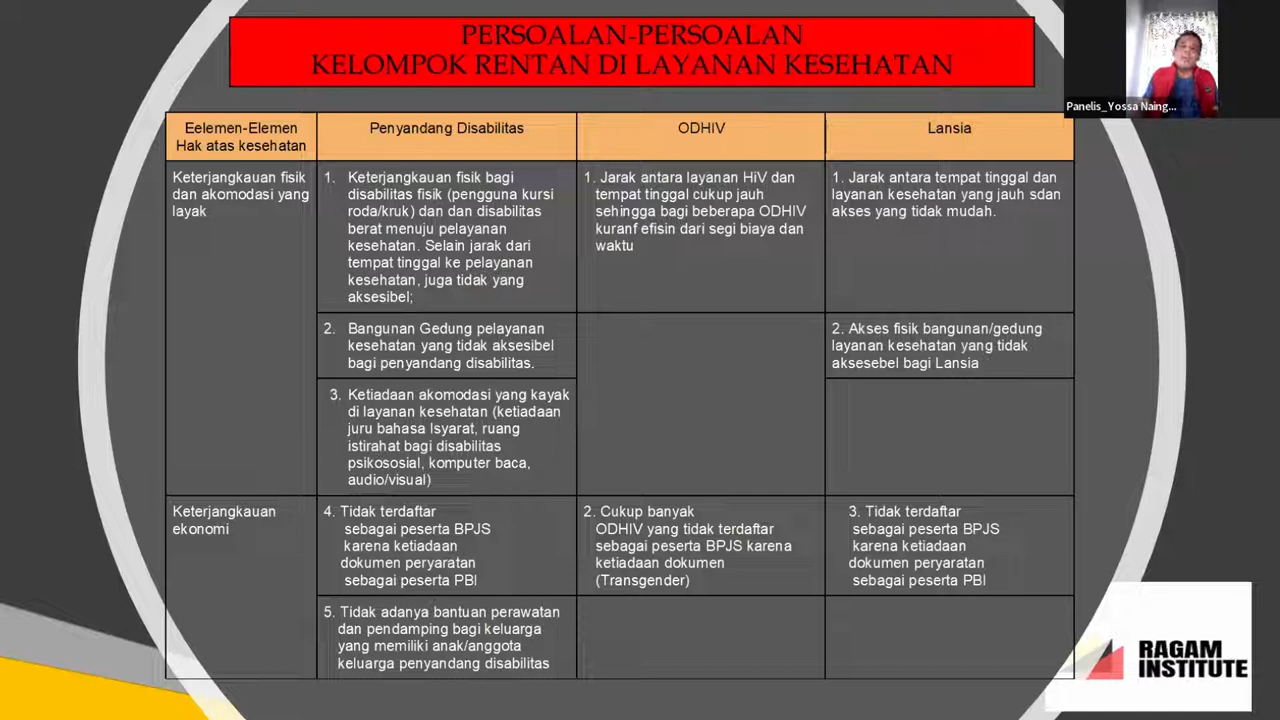 PERSOALAN-PERSOALAN
KELOMPOK RENTAN DI LAYANAN KESEHATAN
Panelis_Yossa Naing...
Eelemen-Elemen
Hak atas kesehatan
Penyandang Disabilitas
ODHIV
Lansia
Keterjangkauan fisik
dan akomodasi yang
layak
1. Keterjangkauan fisik bagi
disabilitas fisik (pengguna kursi
roda/kruk) dan dan disabilitas
berat menuju pelayanan
kesehatan. Selain jarak dari
tempat tinggal ke pelayanan
kesehatan, juga tidak yang
aksesibel;
1. Jarak antara layanan HiV dan
tempat tinggal cukup jauh
sehingga bagi beberapa ODHIV
kuranf efisin dari segi biaya dan
waktu
1. Jarak antara tempat tinggal dan
layanan kesehatan yang jauh sdan
akses yang tidak mudah.
2. Bangunan Gedung pelayanan
kesehatan yang tidak aksesibel
bagi penyandang disabilitas.
2. Akses fisik bangunan/gedung
layanan kesehatan yang tidak
aksesebel bagi Lansia
3. Ketiadaan akomodasi yang kayak
di layanan kesehatan (ketiadaan
juru bahasa Isyarat, ruang
istirahat bagi disabilitas
psikososial, komputer baca,
audio/visual)
Keterjangkauan
ekonomi
4. Tidak terdaftar
sebagai peserta BPJS
karena ketiadaan
dokumen peryaratan
sebagai peserta PBI
2. Cukup banyak
ODHIV yang tidak terdaftar
sebagai peserta BPJS karena
ketiadaan dokumen
(Transgender)
3. Tidak terdaftar
sebagai peserta BPJS
karena ketiadaan
dokumen peryaratan
sebagai peserta PBI
5. Tidak adanya bantuan perawatan
dan pendamping bagi keluarga
yang memiliki anak/anggota
keluarga penyandang disabilitas
RAGAM
INSTITUTE